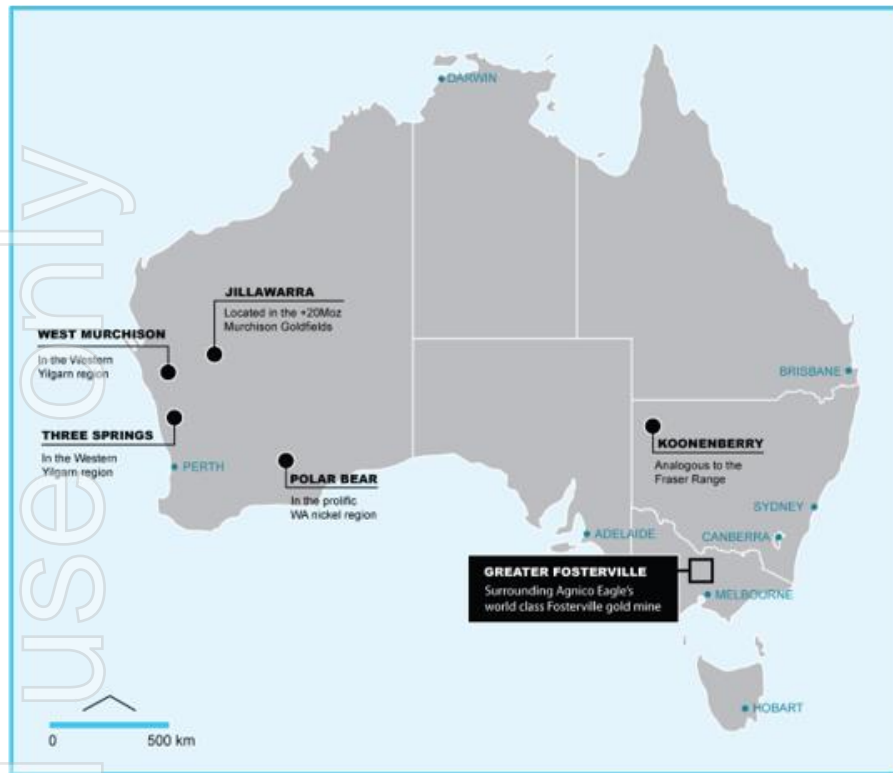 DARWIN
JILLAWARRA
Located in the +20Moz
Murchison Goldfields
WEST MURCHISON
In the Western
Yilgarn region
THREE SPRINGS
In the Western
Yilgarn region
PERTH
POLAR BEAR
In the prolific
WA nickel region
BRISBANE
KOONENBERRY
Analogous to the
Fraser Range
SYDNEY
ADELAIDE
CANBERRA
GREATER FOSTERVILLE
Surrounding Agnico Eagle's
world class Fosterville gold mine
MELBOURNE
HOBART
0 500 km
use only